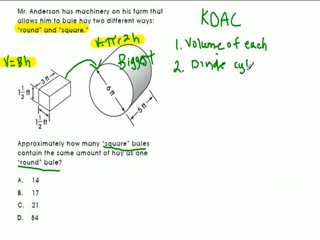 Mr. Anderson has machinery on his farm that
allows him to bale hay two different ways:
"round" and "square."
V=πr2h
V=Bh
Biggest
3 ft
1 1/2 ft
1 1/2 ft
6 ft
5 ft
Approximately how many "square" bales
contain the same amount of hay as one
"round" bale?
A. 14
B. 17
C. 21
D. 84
KDAC
1. Volume of each
2. Divide cyl